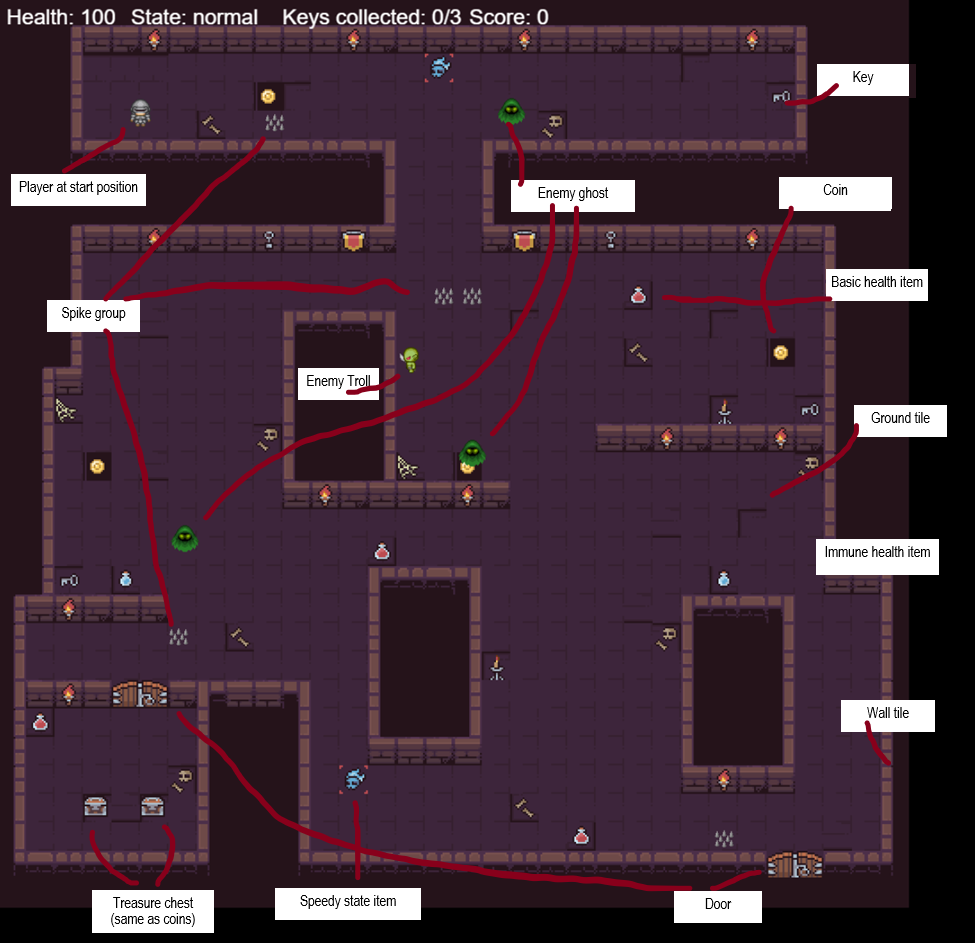 Health: 100 State: normal Keys collected: 0/3 Score: 0
Key
Player at start position
Enemy ghost
Coin
Basic health item
Spike group
Enemy Troll
Ground tile
Immune health item
Wall tile
Treasure chest
(same as coins)
Speedy state item
Door